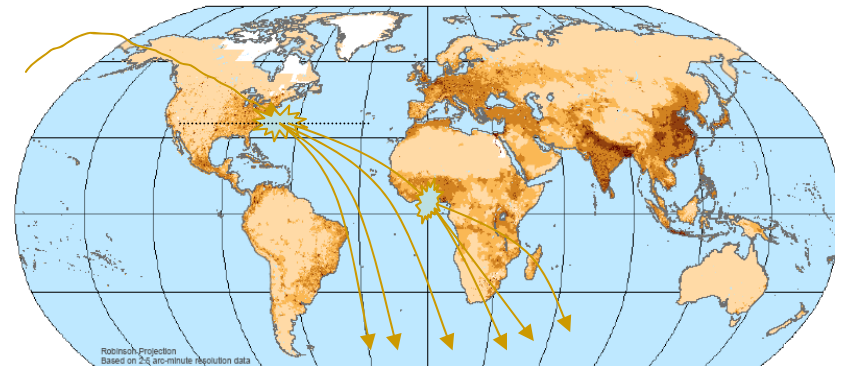 Robinson Projection
Based on 2.5 arc-minute resolution data